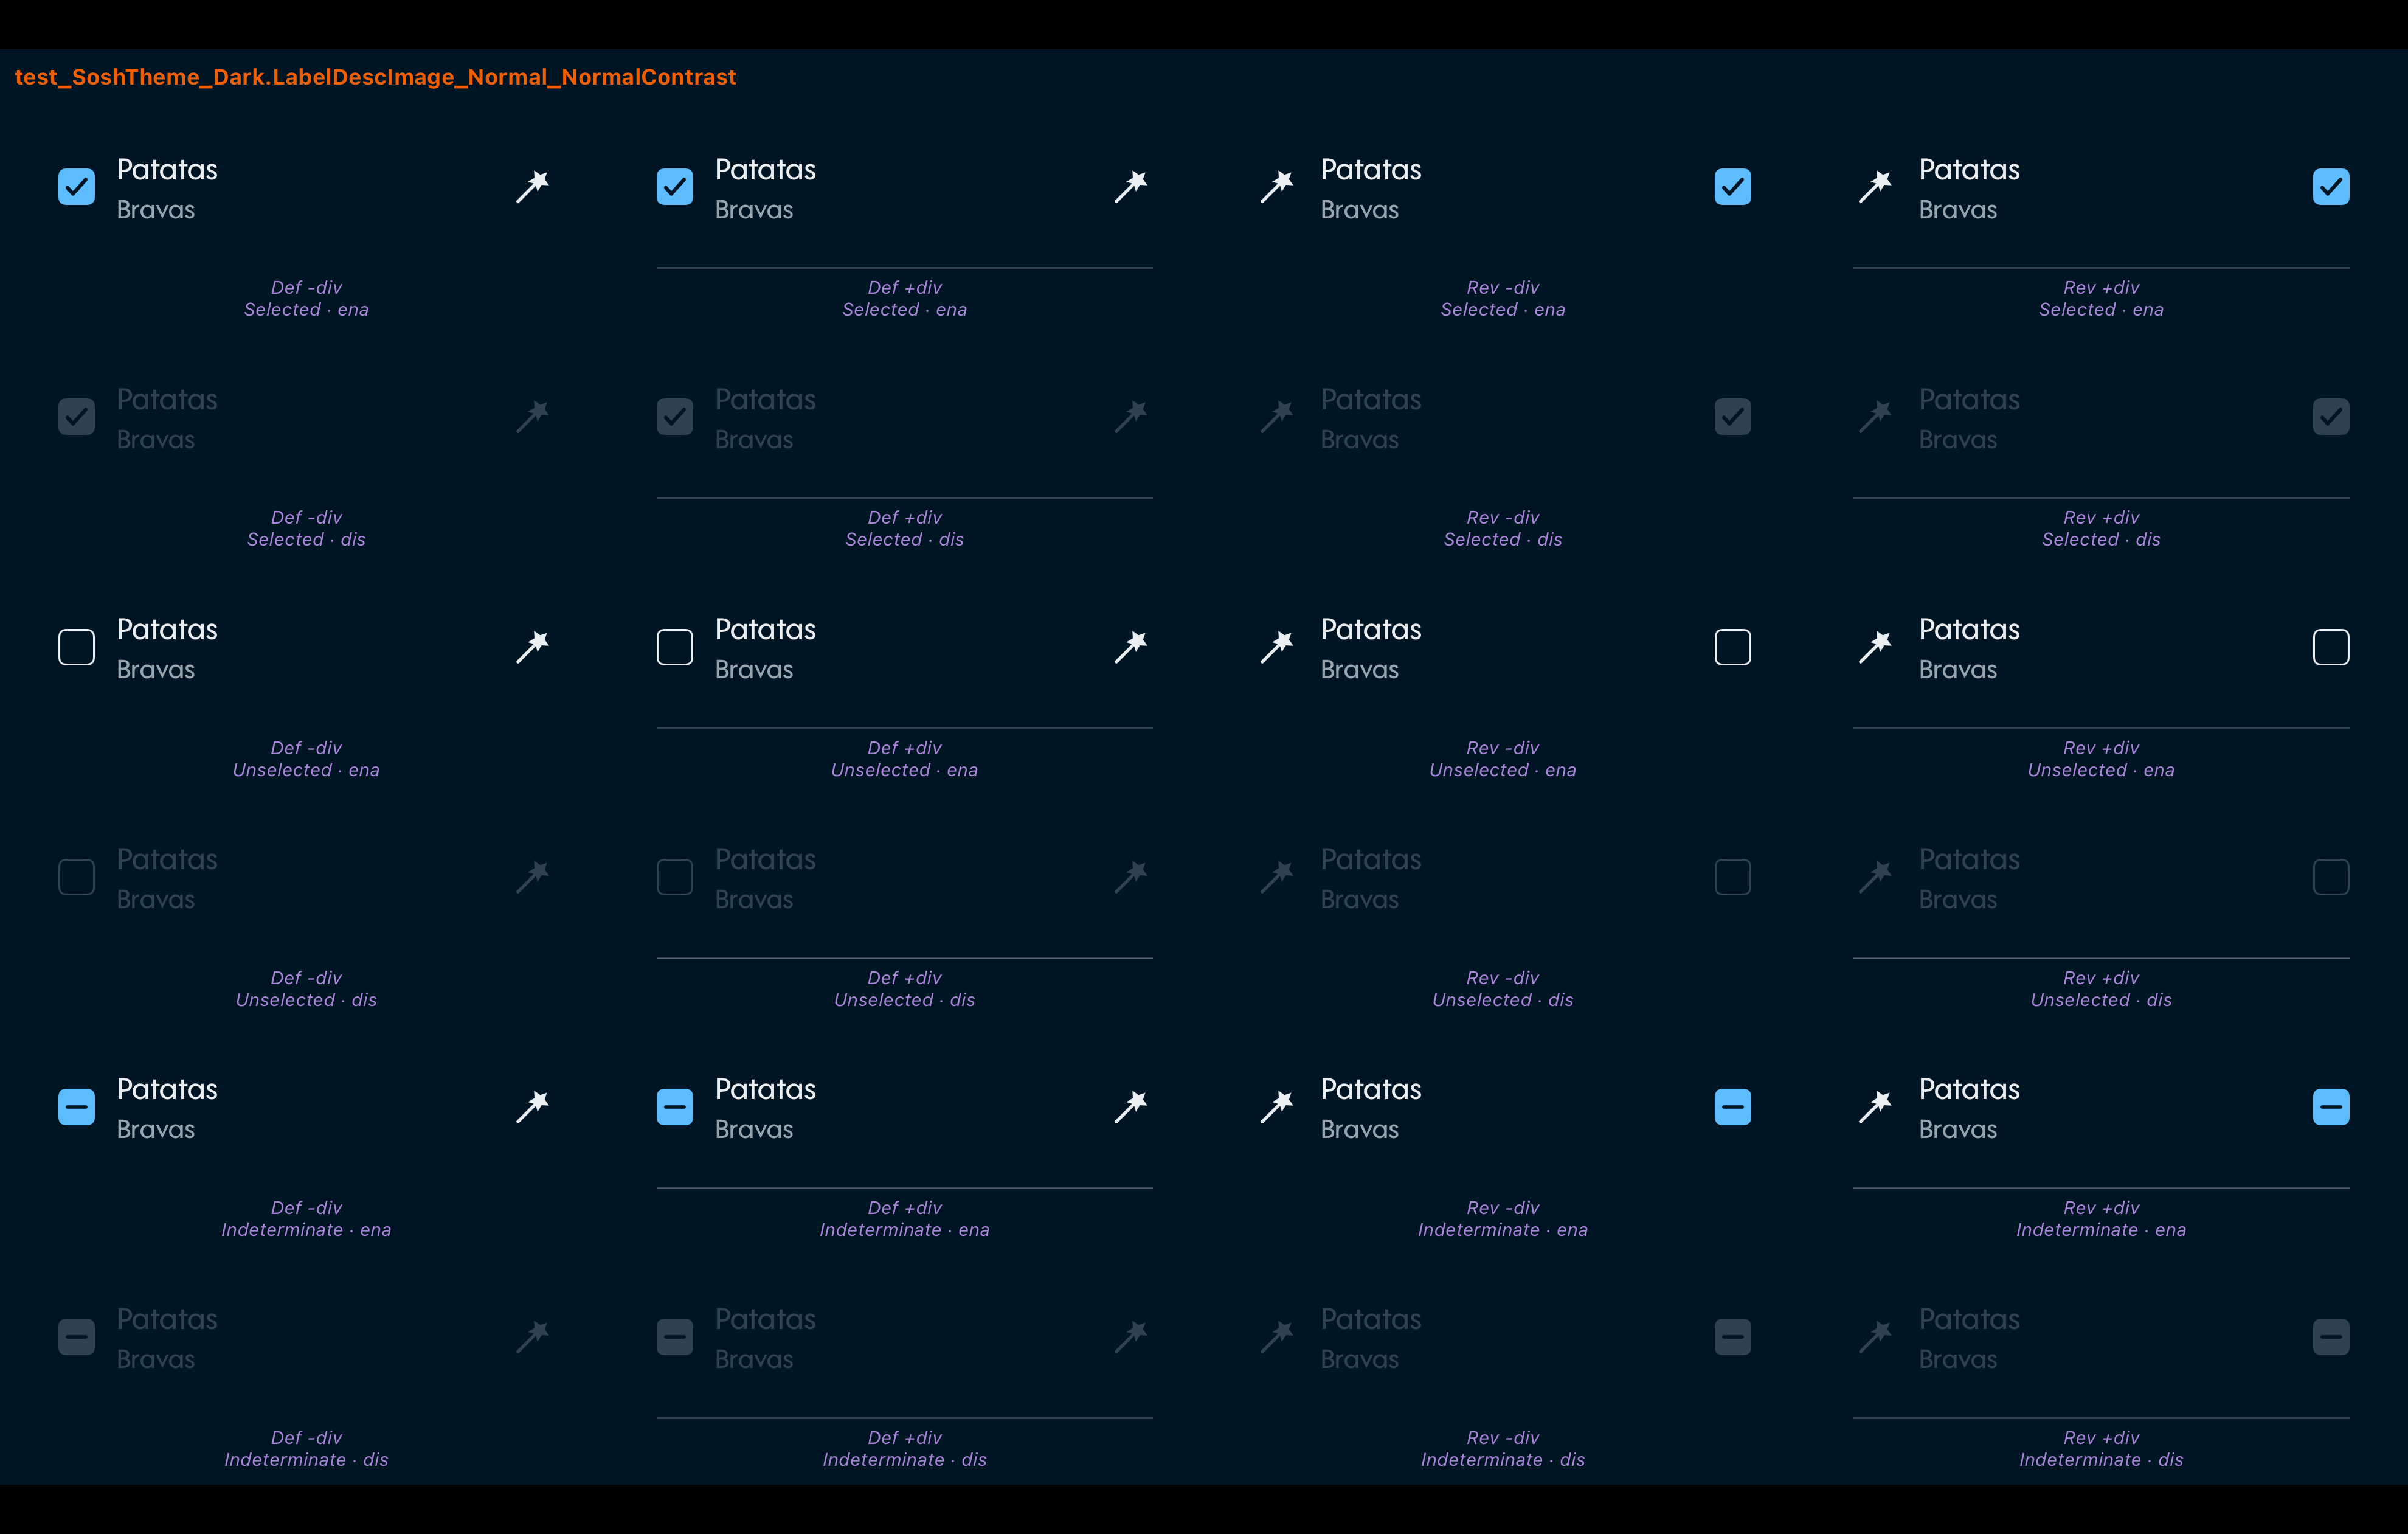 test_SoshTheme_Dark.LabelDescImage_Normal_NormalContrast
Patatas
Bravas
Def -div
Selected · ena
Patatas
Bravas
Def +div
Selected · ena
Patatas
Bravas
Rev -div
Selected · ena
Patatas
Bravas
Rev +div
Selected · ena
Patatas
Bravas
Def -div
Selected · dis
Patatas
Bravas
Def +div
Selected · dis
Patatas
Bravas
Rev -div
Selected · dis
Patatas
Bravas
Rev +div
Selected · dis
Patatas
Bravas
Def -div
Unselected · ena
Patatas
Bravas
Def +div
Unselected · ena
Patatas
Bravas
Rev -div
Unselected · ena
Patatas
Bravas
Rev +div
Unselected · ena
Patatas
Bravas
Def -div
Unselected · dis
Patatas
Bravas
Def +div
Unselected · dis
Patatas
Bravas
Rev -div
Unselected · dis
Patatas
Bravas
Rev +div
Unselected · dis
Patatas
Bravas
Def -div
Indeterminate · ena
Patatas
Bravas
Def +div
Indeterminate · ena
Patatas
Bravas
Rev -div
Indeterminate · ena
Patatas
Bravas
Rev +div
Indeterminate · ena
Patatas
Bravas
Def -div
Indeterminate · dis
Patatas
Bravas
Def +div
Indeterminate · dis
Patatas
Bravas
Rev -div
Indeterminate · dis
Patatas
Bravas
Rev +div
Indeterminate · dis